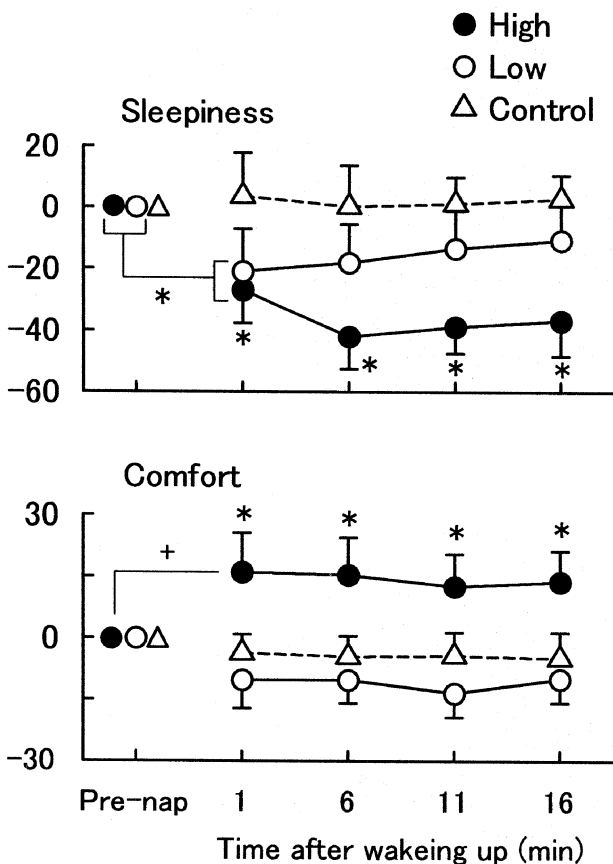 High
Low
Control
Sleepiness
20
0
-20
-40
-60
*
*
*
*
*
Comfort
30
0
-30
+
*
*
*
*
Pre-nap 1 6 11 16
Time after wakeing up (min)